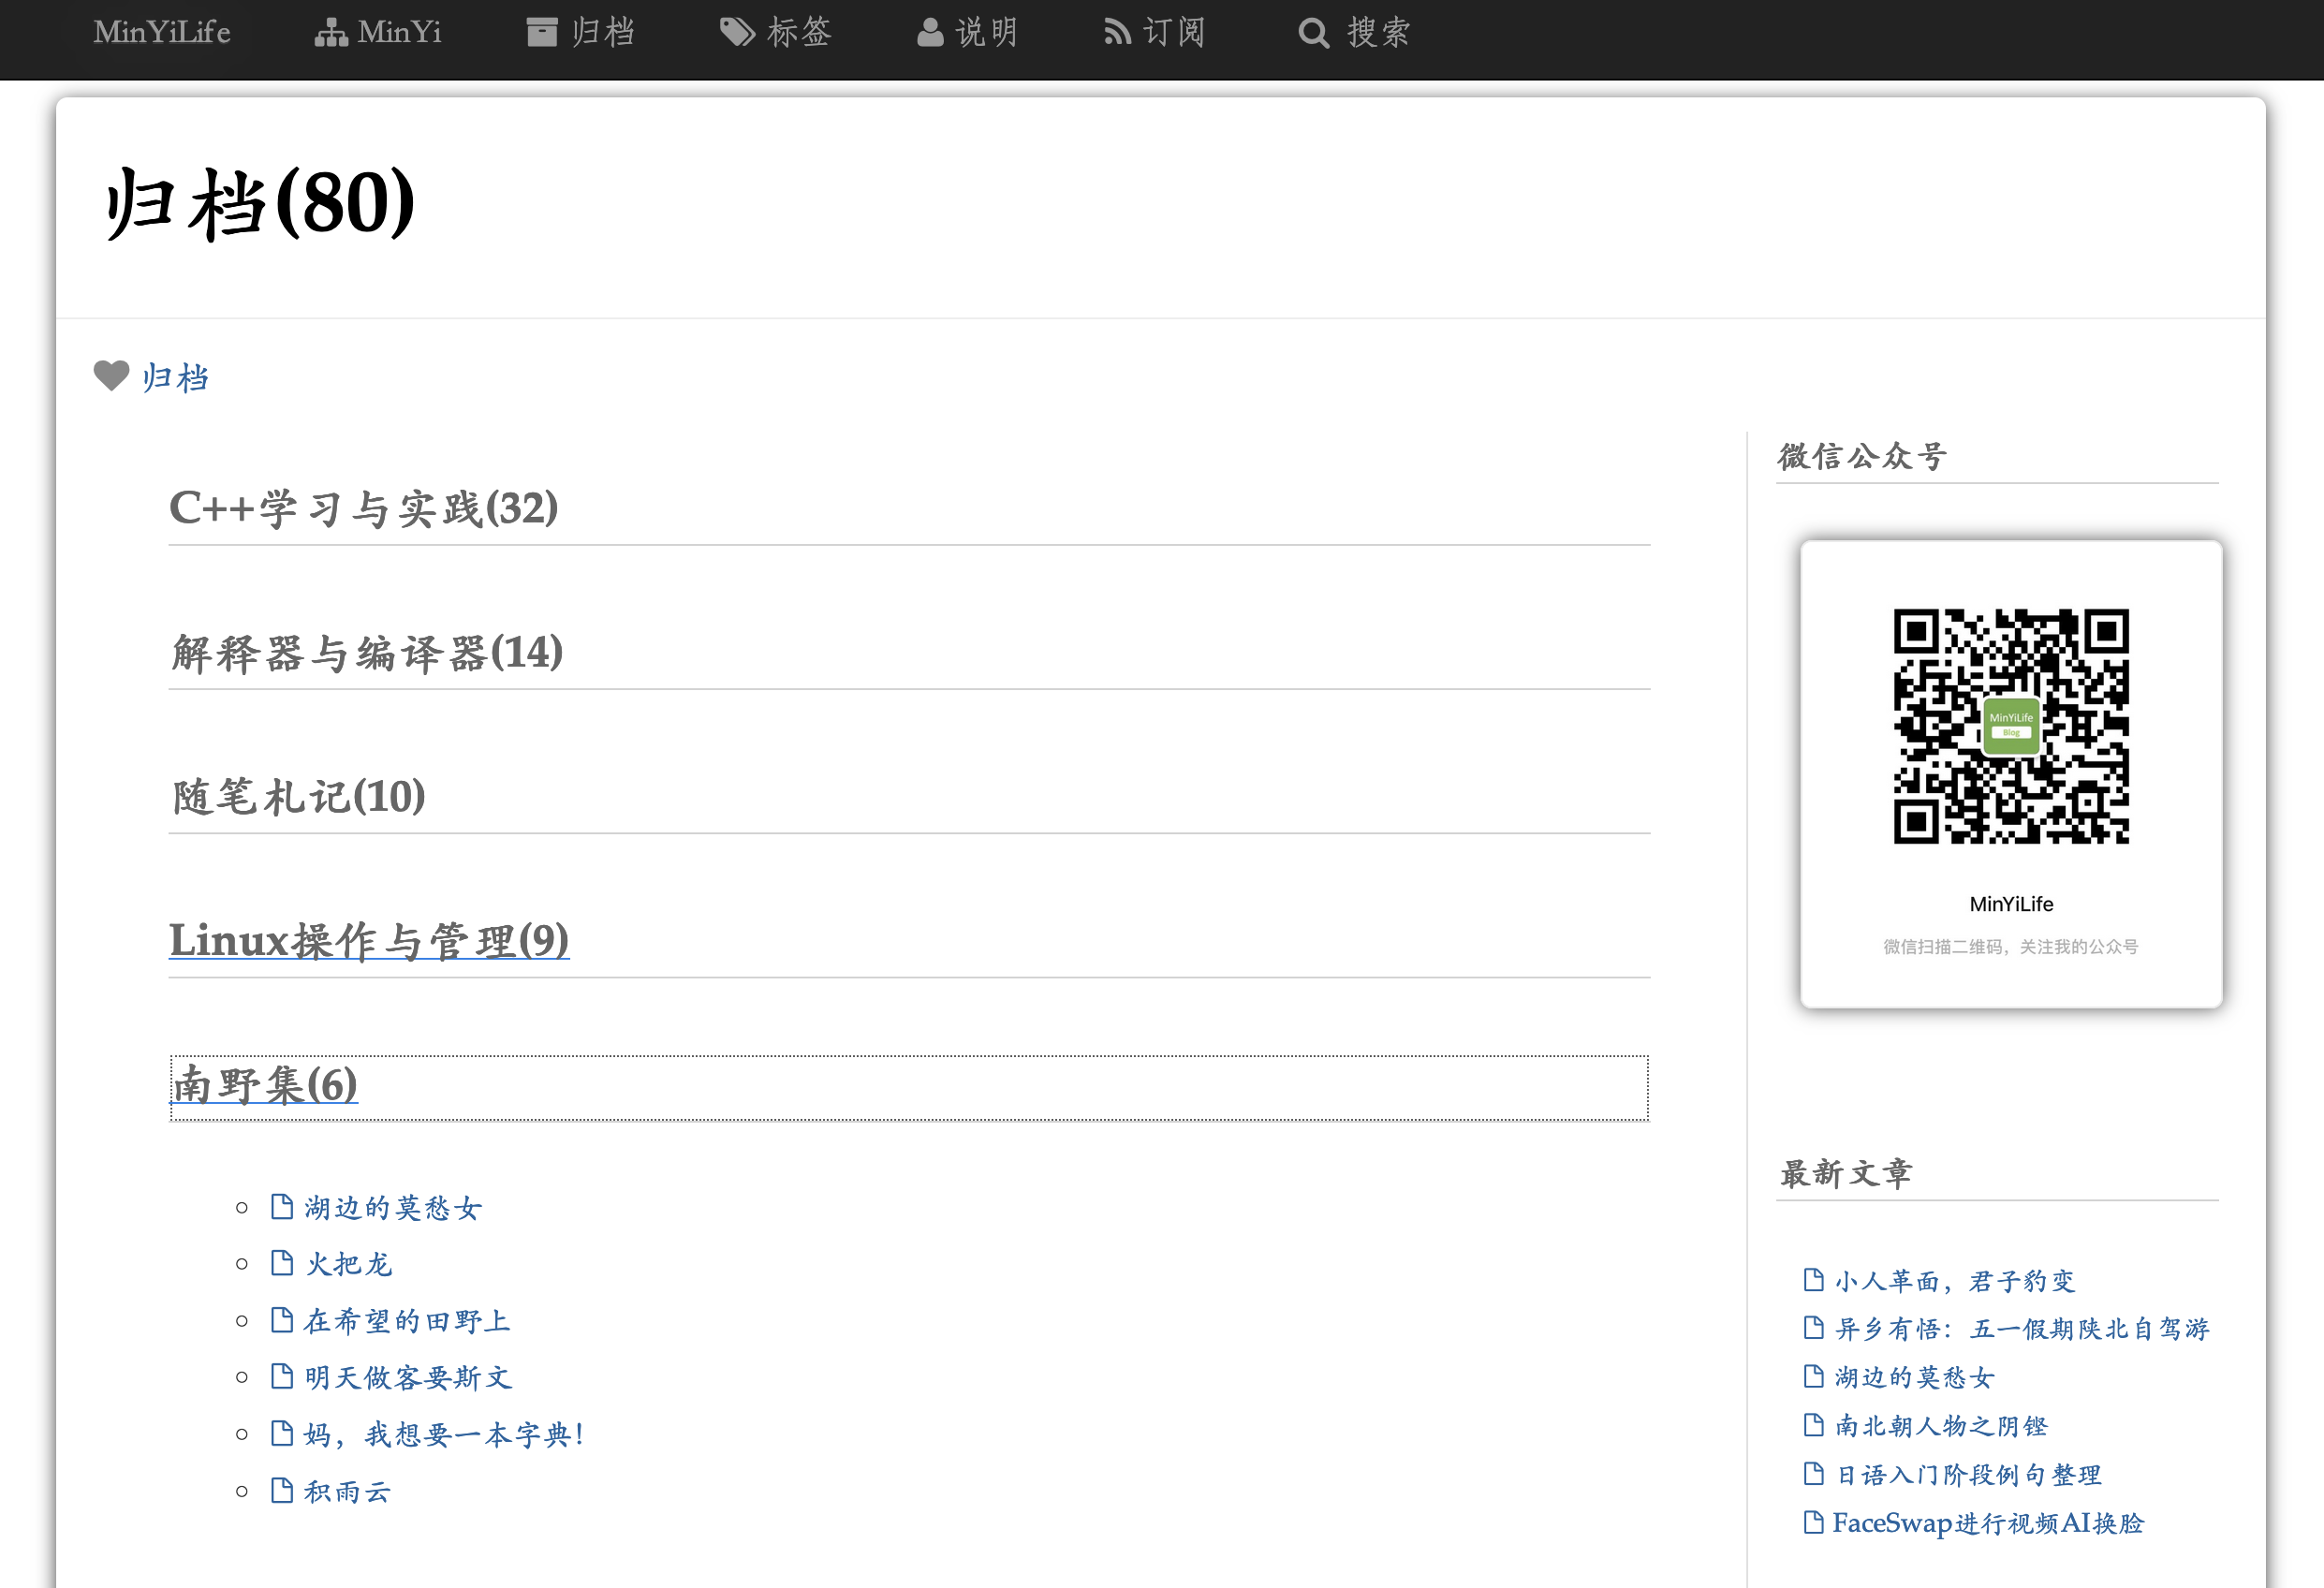 MinYiLife MinYi 归档 标签 说明 订阅 搜索
归档(80)
归档
C++学习与实践(32)
解释器与编译器(14)
随笔札记(10)
Linux操作与管理(9)
南野集(6)
湖边的莫愁女
火把龙
在希望的田野上
明天做客要斯文
妈，我想要一本字典！
积雨云
微信公众号
MinYiLife
Blog
MinYiLife
微信扫描二维码，关注我的公众号
最新文章
小人革面，君子豹变
异乡有悟：五一假期陕北自驾游
湖边的莫愁女
南北朝人物之阴铿
日语入门阶段例句整理
FaceSwap进行视频AI换脸